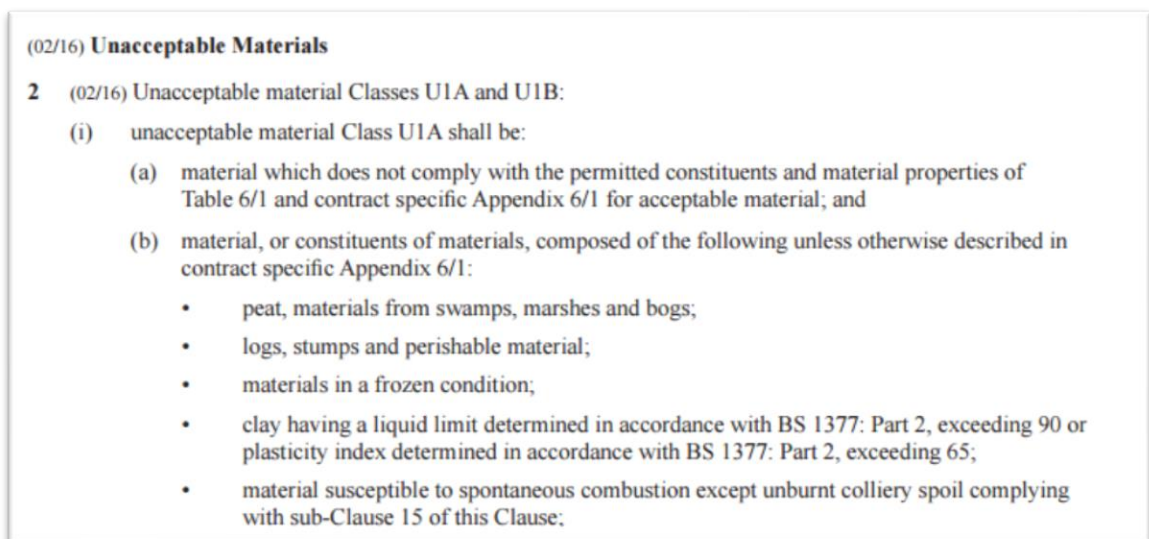 (02/16) Unacceptable Materials
2 (02/16) Unacceptable material Classes U1A and U1B:
(i) unacceptable material Class U1A shall be:
(a) material which does not comply with the permitted constituents and material properties of
Table 6/1 and contract specific Appendix 6/1 for acceptable material; and
(b) material, or constituents of materials, composed of the following unless otherwise described in
contract specific Appendix 6/1:
• peat, materials from swamps, marshes and bogs;
• logs, stumps and perishable material;
• materials in a frozen condition;
• clay having a liquid limit determined in accordance with BS 1377: Part 2, exceeding 90 or
plasticity index determined in accordance with BS 1377: Part 2, exceeding 65;
• material susceptible to spontaneous combustion except unburnt colliery spoil complying
with sub-Clause 15 of this Clause;